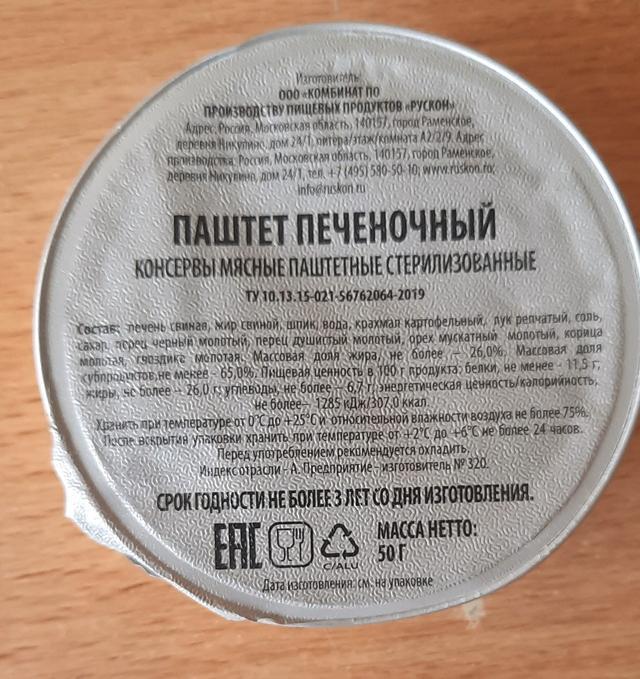 Изготовитель:
ООО «КОМБИНАТ ПО
ПРОИЗВОДСТВУ ПИЩЕВЫХ ПРОДУКТОВ «РУСКОН»
Адрес: Россия, Московская область, 140157, город Раменское,
деревня Никулино, дом 24/1, литера/этаж/комната А2/2/9. Адрес
производства: Россия, Московская область, 140157, город Раменское,
деревня Никулино, дом 24/1, тел. +7 (495) 580-50-10; www.ruskon.ro;
info@ruskon.ru
ПАШТЕТ ПЕЧЕНОЧНЫЙ
КОНСЕРВЫ МЯСНЫЕ ПАШТЕТНЫЕ СТЕРИЛИЗОВАННЫЕ
ТУ 10.13.15-021-56762064-2019
Состав: печень свиная, жир свиной, шпик, вода, крахмал картофельный, лук репчатый, соль,
сахар, перец черный молотый, перец душистый молотый, орех мускатный молотый, корица
молотая, гвоздика молотая. Массовая доля жира, не более – 26,0%. Массовая доля
субпродуктов, не менее - 65,0%. Пищевая ценность в 100 г продукта: белки, не менее - 11,5 г;
жиры, не более – 26,0 г; углеводы, не более – 6,7 г; энергетическая ценность/калорийность,
не более– 1285 кДж/307,0 ккал.
Хранить при температуре от 0°С до +25°С и относительной влажности воздуха не более 75%.
После вскрытия упаковки хранить при температуре от +2°С до +6°С не более 24 часов.
Перед употреблением рекомендуется охладить.
Индекс отрасли - А. Предприятие - изготовитель № 320.
СРОК ГОДНОСТИ НЕ БОЛЕЕ 3 ЛЕТ СО ДНЯ ИЗГОТОВЛЕНИЯ.
ЕАС
C/ALU
МАССА НЕТТО:
50 Г
Дата изготовления: см. на упаковке